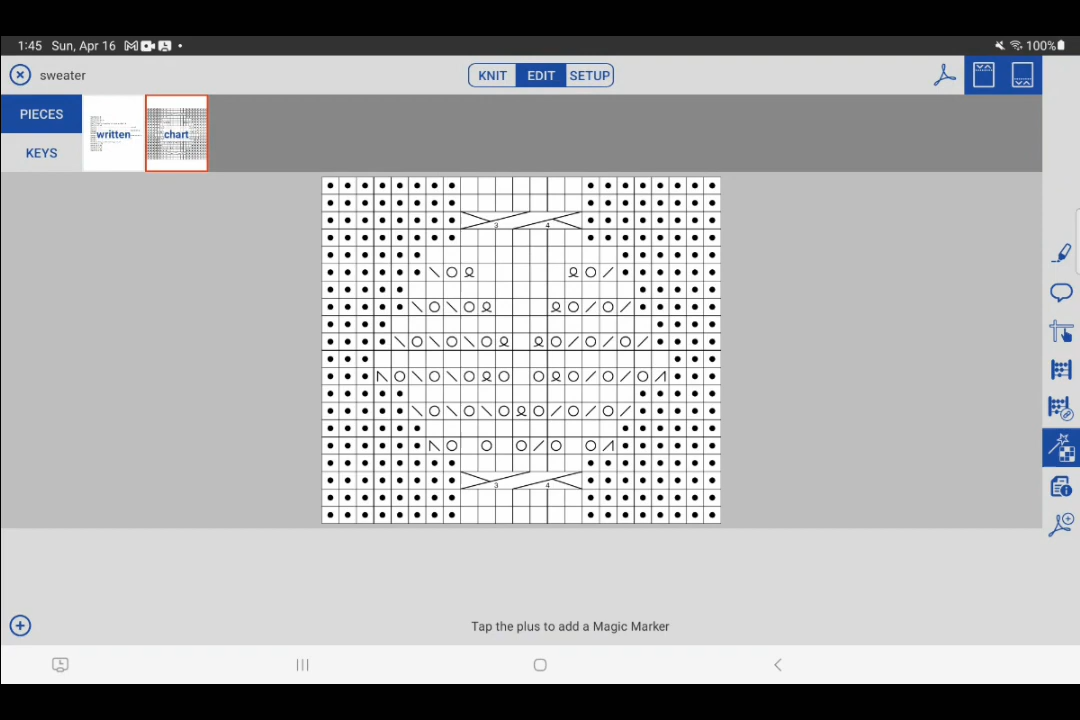 1:45 Sun, Apr 16 100%
sweater KNIT EDIT SETUP
PIECES
KEYS
written
chart
3 4
3 4
Tap the plus to add a Magic Marker